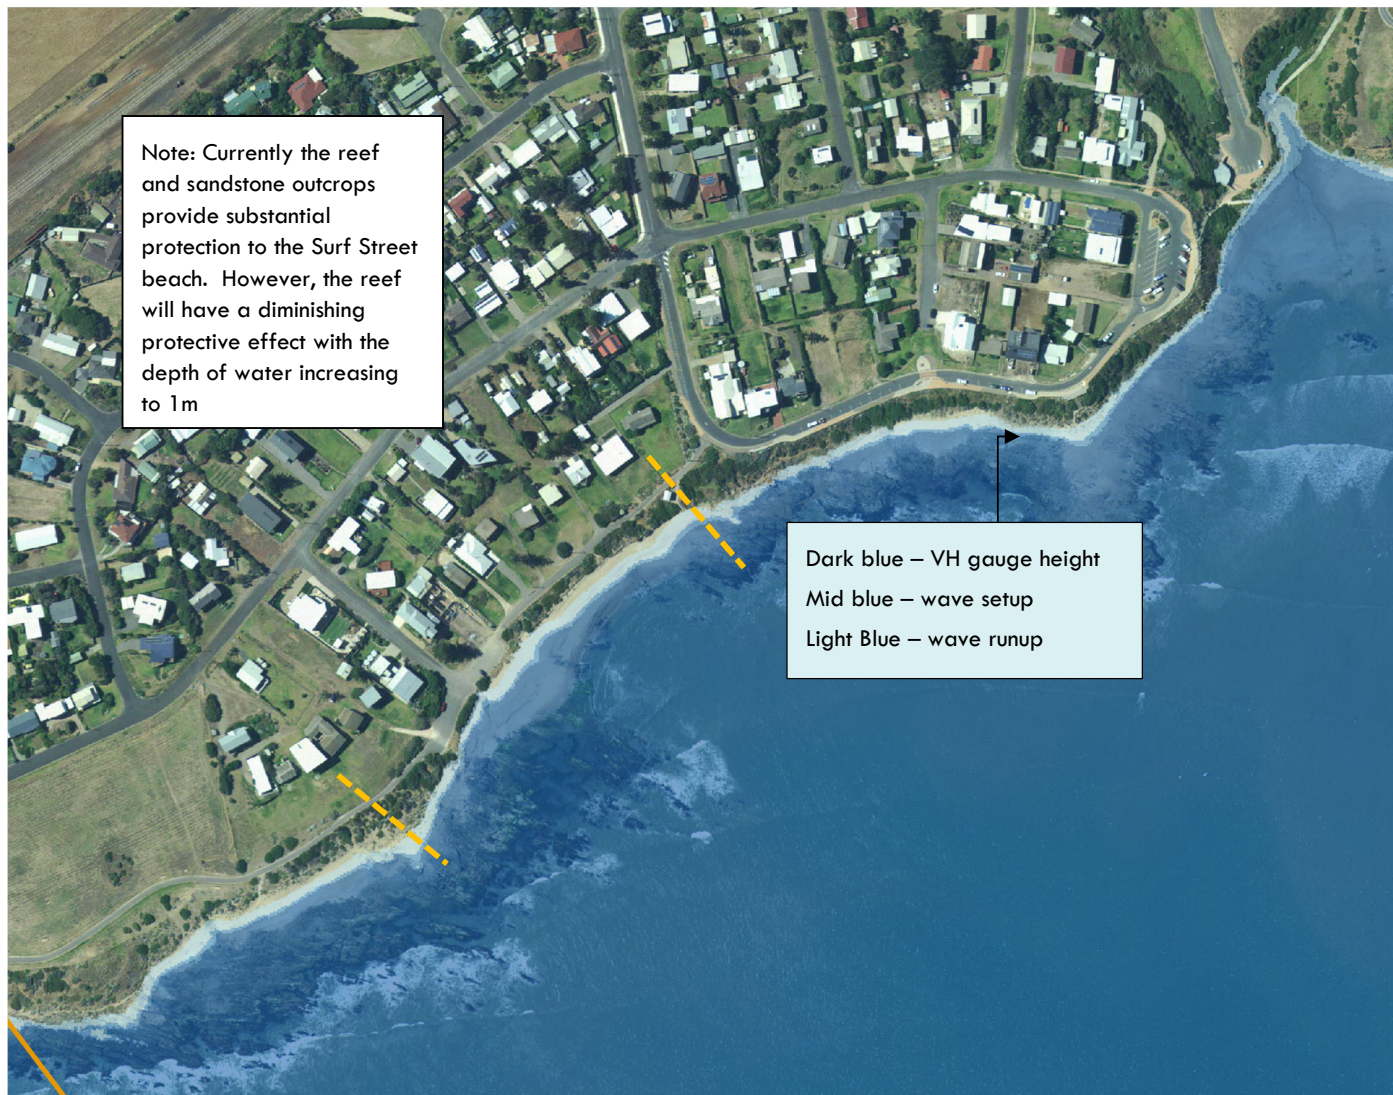 Note: Currently the reef
and sandstone outcrops
provide substantial
protection to the Surf Street
beach. However, the reef
will have a diminishing
protective effect with the
depth of water increasing
to 1m
Dark blue – VH gauge height
Mid blue – wave setup
Light Blue – wave runup